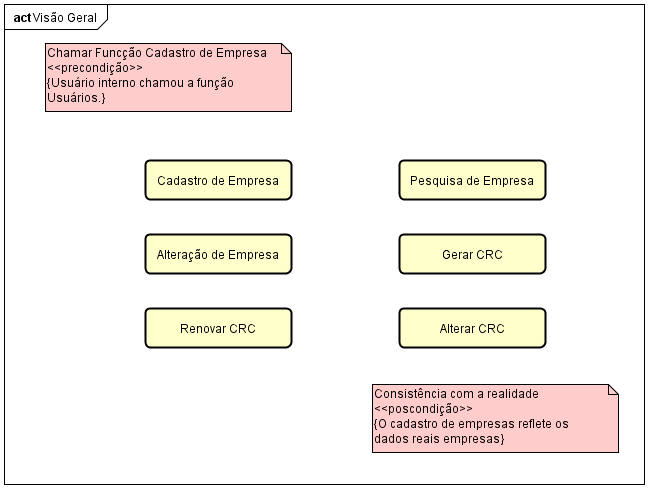 act Visão Geral
Chamar Funcção Cadastro de Empresa
<<precondição>>
{Usuário interno chamou a função
Usuários.}
Cadastro de Empresa
Pesquisa de Empresa
Alteração de Empresa
Gerar CRC
Renovar CRC
Alterar CRC
Consistência com a realidade
<<poscondição>>
{O cadastro de empresas reflete os
dados reais empresas}